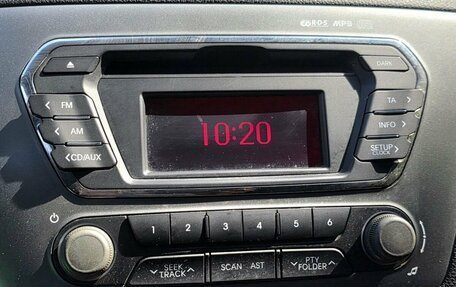 RDS MP3
DARK
< FM
10:20
TA >
< AM
INFO >
< CD/AUX
SETUP >
CLOCK
1 2 3 4 5 6
SEEK
TRACK
SCAN AST
PTY
FOLDER